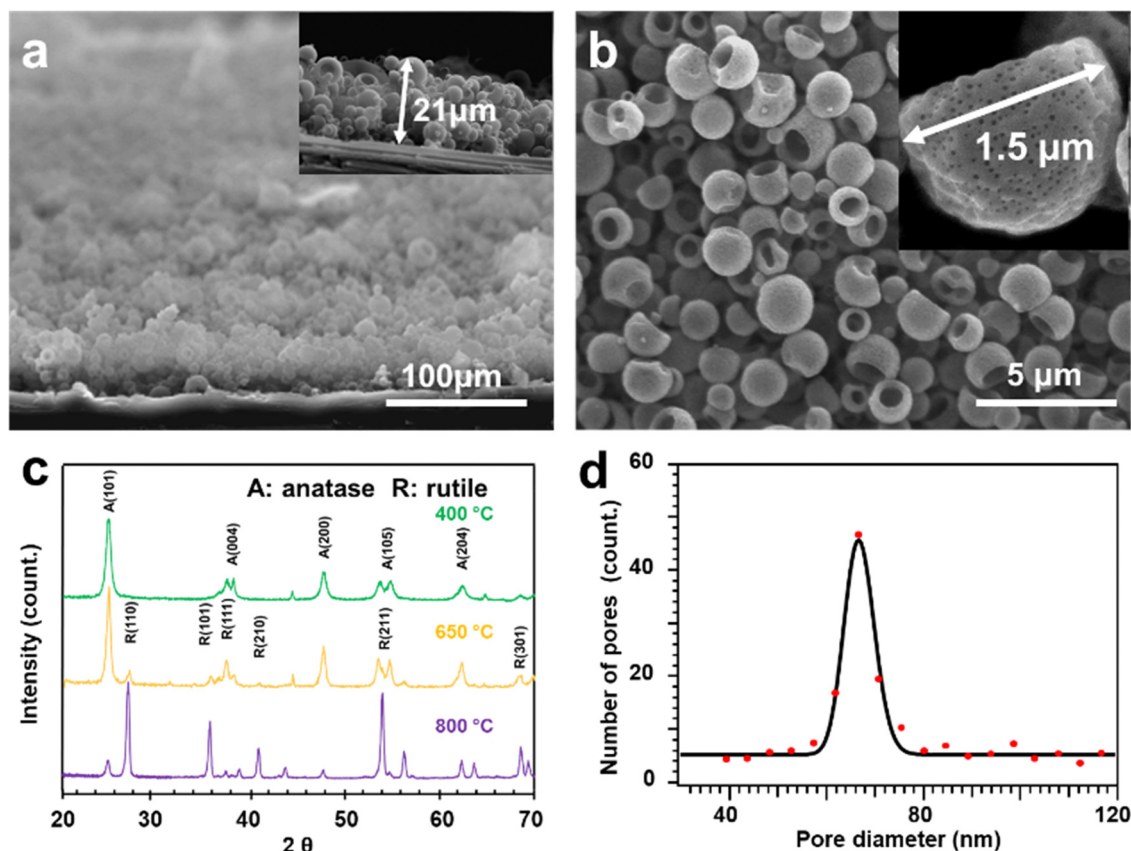 a
21μm
100μm
b
1.5 μm
5 μm
c
A: anatase R: rutile
400 °C
A(101)
A(004)
A(200)
A(105)
A(204)
650 °C
R(110)
R(101)
R(111)
R(210)
R(211)
R(301)
800 °C
Intensity (count.)
20 30 40 50 60 70
2 θ
d
Number of pores (count.)
60
40
20
0
40 60 80 100 120
Pore diameter (nm)